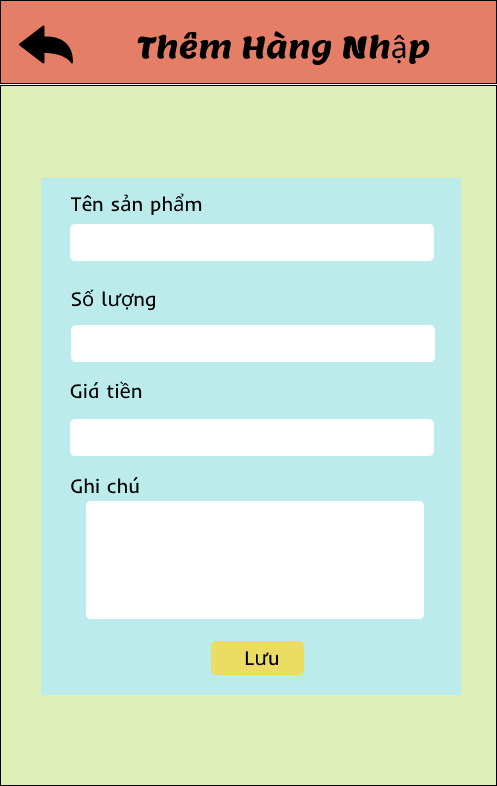 Thêm Hàng Nhập
Tên sản phẩm
Số lượng
Giá tiền
Ghi chú
Lưu